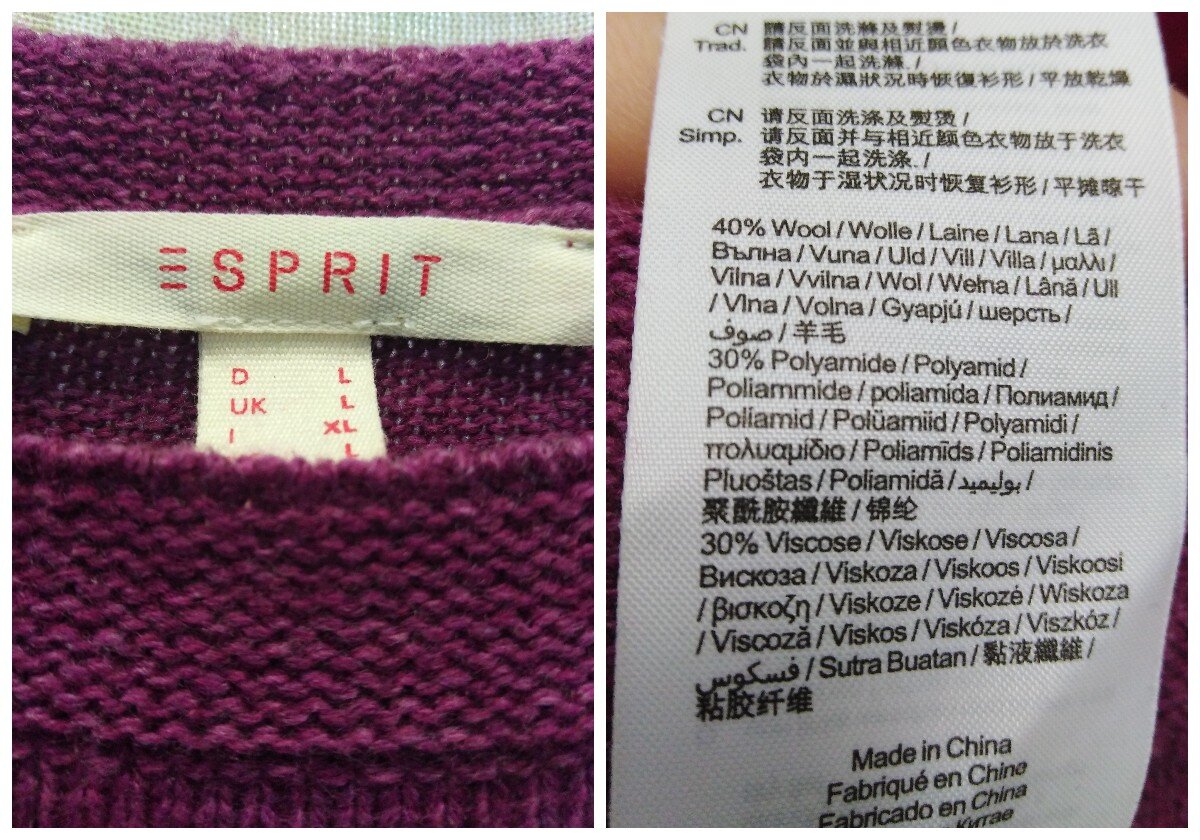 ESPRIT
D L
UK L
I XL
L
CN 請反面洗滌及熨燙 /
Trad. 請反面並與相近顏色衣物放於洗衣
袋內一起洗滌. /
衣物於濕狀況時恢復衫形 / 平放乾燥
CN 请反面洗涤及熨烫 /
Simp. 请反面并与相近颜色衣物放于洗衣
袋内一起洗涤. /
衣物于湿状况时恢复衫形 / 平摊晾干
40% Wool / Wolle / Laine / Lana / Lã /
Вълна / Vuna / Uld / Vill / Villa / μαλλι /
Vilna / Vvilna / Wol / Wełna / Lână / Ull
/ Vlna / Volna / Gyapjú / шерсть /
صوف / 羊毛
30% Polyamide / Polyamid /
Poliammide / poliamida / Полиамид /
Poliamid / Polüamiid / Polyamidi /
πολυαμίδιο / Poliamīds / Poliamidinis
Pluoštas / Poliamidă / بوليميد /
聚酰胺纖維 / 锦纶
30% Viscose / Viskose / Viscosa /
Вискоза / Viskoza / Viskoos / Viskoosi
/ βισκοζη / Viskoze / Viskozė / Wiskoza
/ Viscoză / Viskos / Viskóza / Viszkóz /
فسكوس / Sutra Buatan / 黏液纖維 /
粘胶纤维
Made in China
Fabriqué en Chine
Fabricado en China
Китае